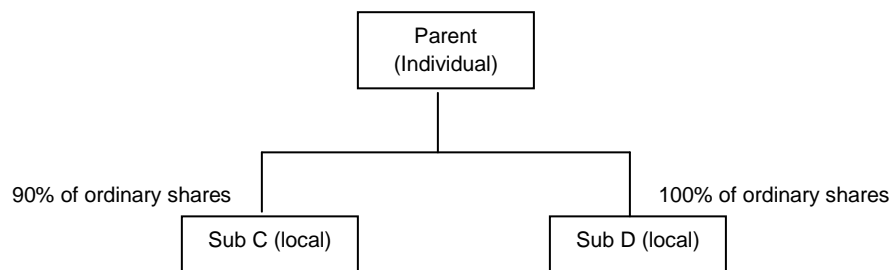 Parent
(Individual)
90% of ordinary shares
100% of ordinary shares
Sub C (local)
Sub D (local)